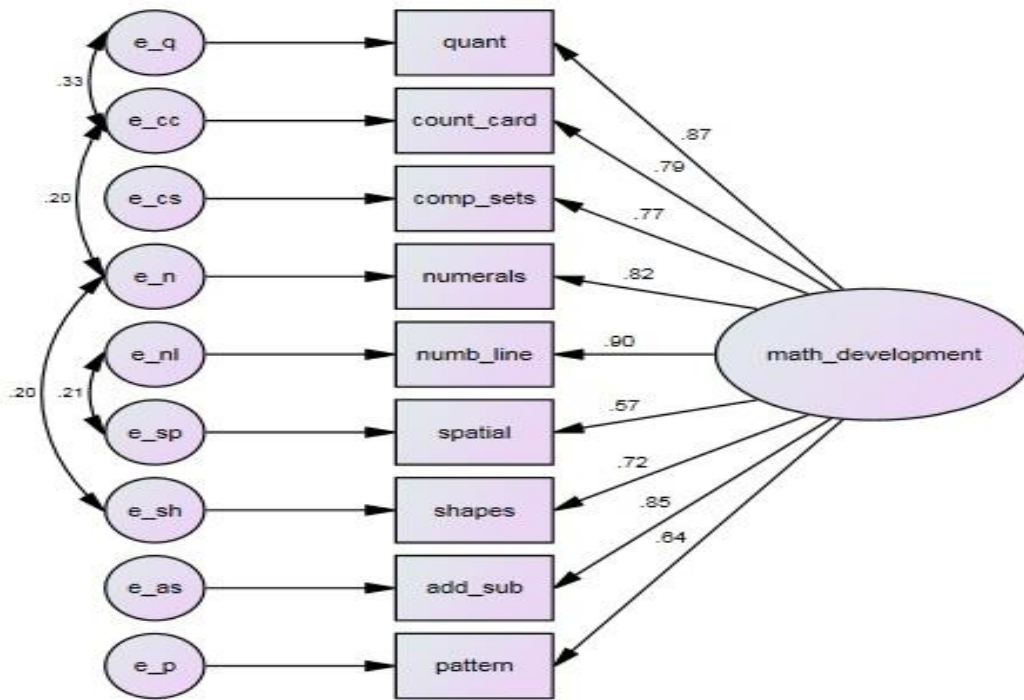 e_q
quant
.33
e_cc
count_card
.87
.79
e_cs
comp_sets
.20
.77
e_n
numerals
.82
e_nl
numb_line
.90
math_development
.20
.21
e_sp
spatial
.57
e_sh
shapes
.72
.85
.64
e_as
add_sub
e_p
pattern